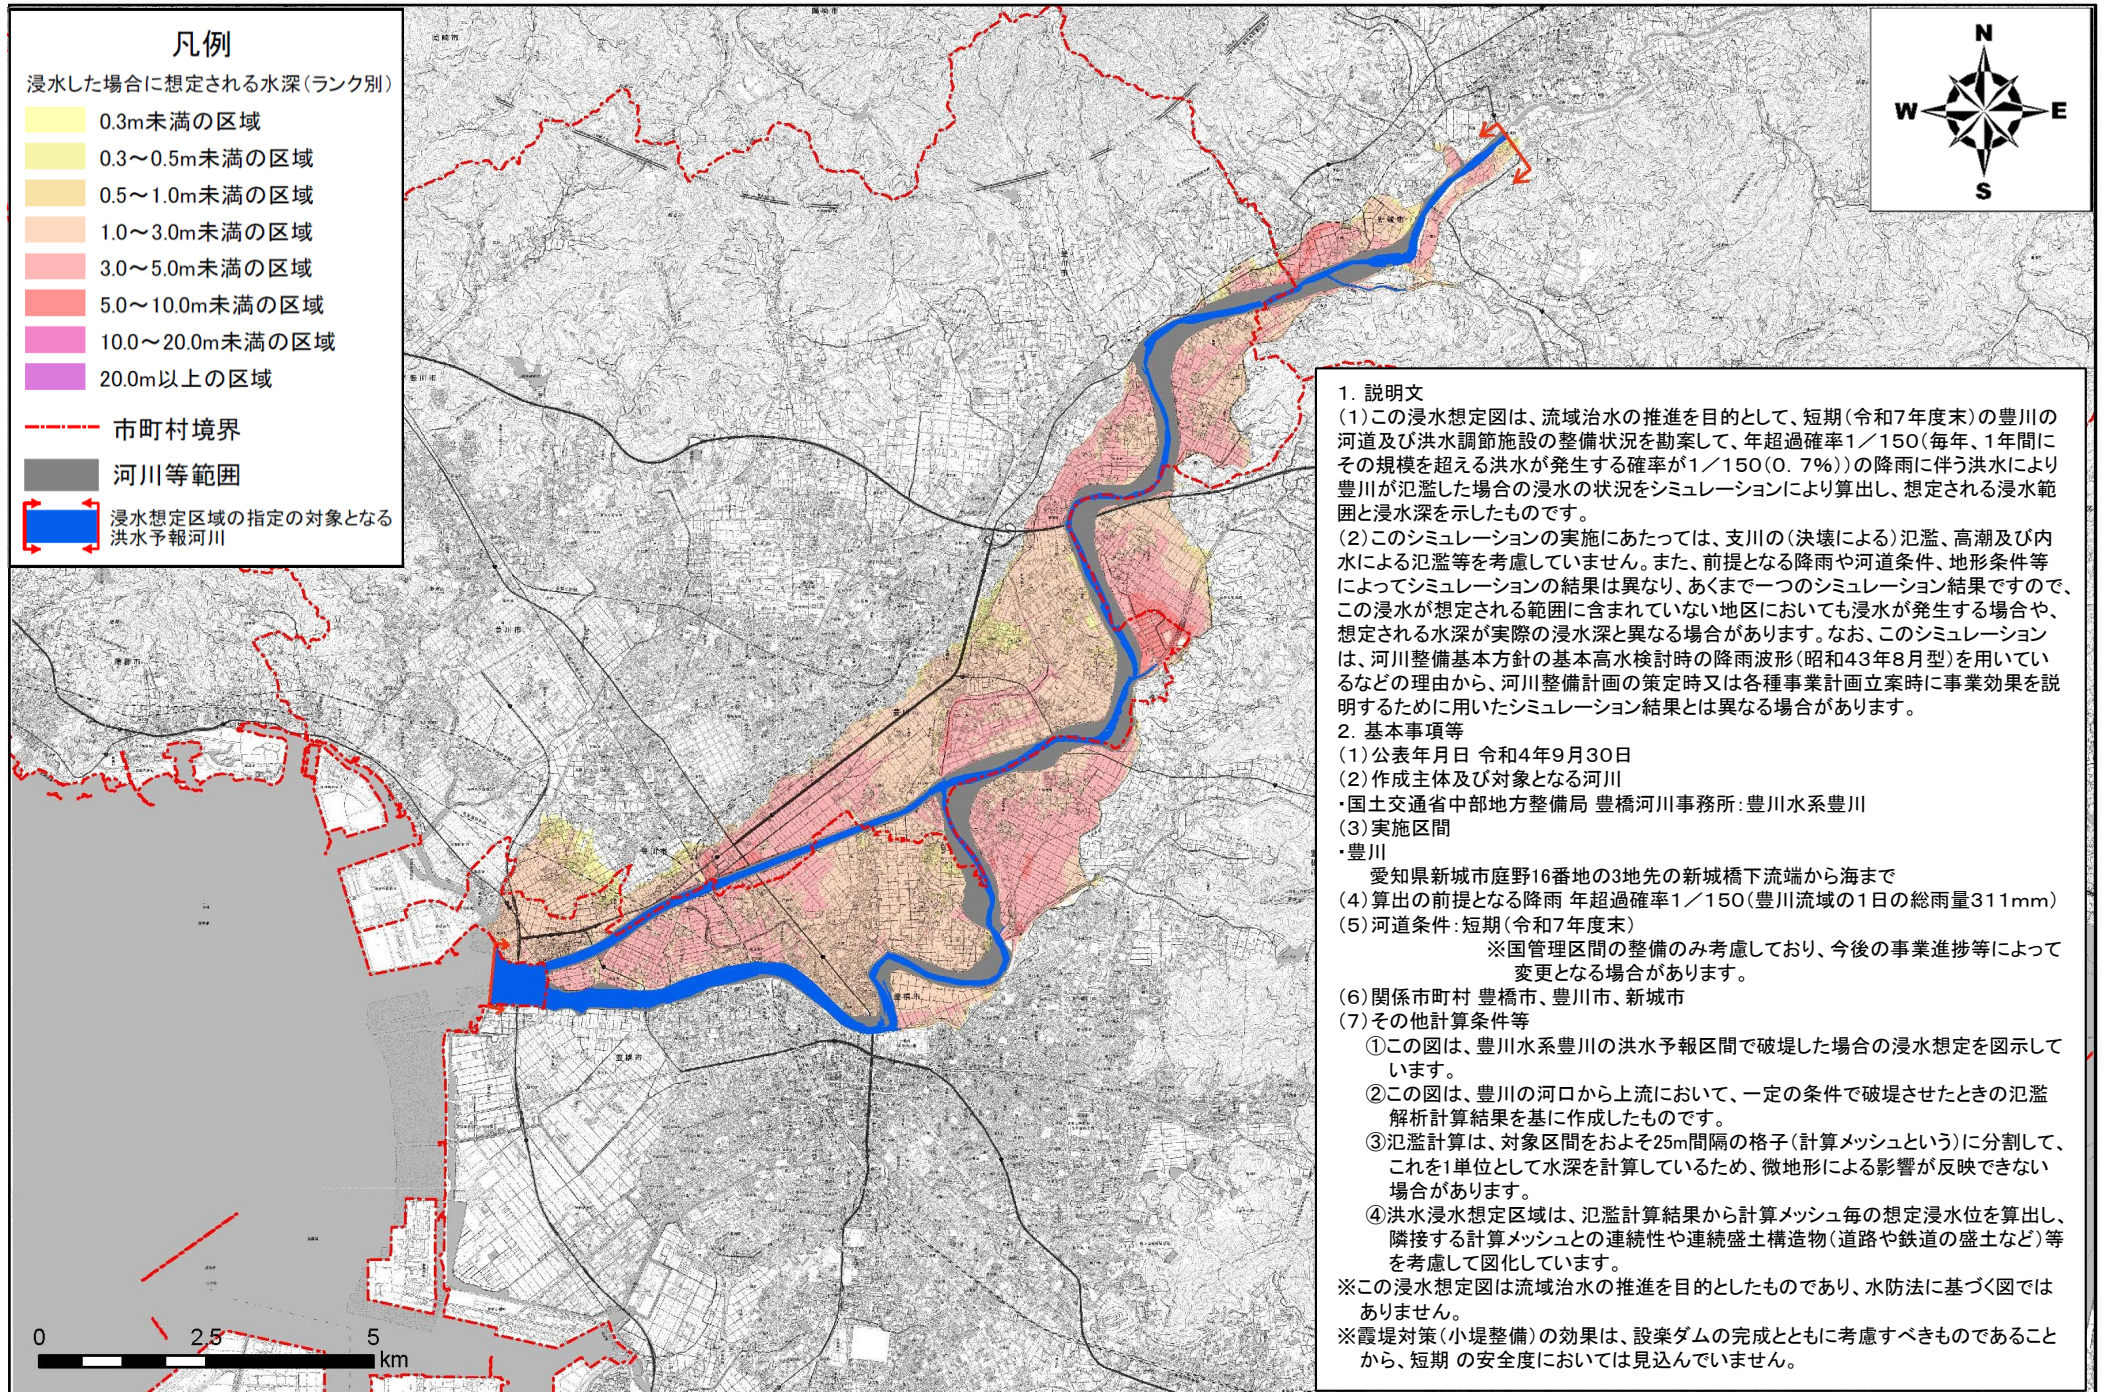 凡例
浸水した場合に想定される水深(ランク別)
0.3m未満の区域
0.3～0.5m未満の区域
0.5～1.0m未満の区域
1.0～3.0m未満の区域
3.0～5.0m未満の区域
5.0～10.0m未満の区域
10.0～20.0m未満の区域
20.0m以上の区域
市町村境界
河川等範囲
浸水想定区域の指定の対象となる
洪水予報河川
N
W
E
S
豊川市
豊川市
豊川市
新城市
豊橋市
豊橋市
1. 説明文
(1)この浸水想定図は、流域治水の推進を目的として、短期(令和7年度末)の豊川の
河道及び洪水調節施設の整備状況を勘案して、年超過確率1／150(毎年、1年間に
その規模を超える洪水が発生する確率が1／150(0. 7%))の降雨に伴う洪水により
豊川が氾濫した場合の浸水の状況をシミュレーションにより算出し、想定される浸水範
囲と浸水深を示したものです。
(2)このシミュレーションの実施にあたっては、支川の(決壊による)氾濫、高潮及び内
水による氾濫等を考慮していません。また、前提となる降雨や河道条件、地形条件等
によってシミュレーションの結果は異なり、あくまで一つのシミュレーション結果ですので、
この浸水が想定される範囲に含まれていない地区においても浸水が発生する場合や、
想定される水深が実際の浸水深と異なる場合があります。なお、このシミュレーション
は、河川整備基本方針の基本高水検討時の降雨波形(昭和43年8月型)を用いてい
るなどの理由から、河川整備計画の策定時又は各種事業計画立案時に事業効果を説
明するために用いたシミュレーション結果とは異なる場合があります。
2. 基本事項等
(1)公表年月日 令和4年9月30日
(2)作成主体及び対象となる河川
・国土交通省中部地方整備局 豊橋河川事務所：豊川水系豊川
(3)実施区間
・豊川
愛知県新城市庭野16番地の3地先の新城橋下流端から海まで
(4)算出の前提となる降雨 年超過確率1／150(豊川流域の1日の総雨量311mm)
(5)河道条件：短期(令和7年度末)
※国管理区間の整備のみ考慮しており、今後の事業進捗等によって
変更となる場合があります。
(6)関係市町村 豊橋市、豊川市、新城市
(7)その他計算条件等
①この図は、豊川水系豊川の洪水予報区間で破堤した場合の浸水想定を図示して
います。
②この図は、豊川の河口から上流において、一定の条件で破堤させたときの氾濫
解析計算結果を基に作成したものです。
③氾濫計算は、対象区間をおよそ25m間隔の格子(計算メッシュという)に分割して、
これを1単位として水深を計算しているため、微地形による影響が反映できない
場合があります。
④洪水浸水想定区域は、氾濫計算結果から計算メッシュ毎の想定浸水位を算出し、
隣接する計算メッシュとの連続性や連続盛土構造物(道路や鉄道の盛土など)等
を考慮して図化しています。
※この浸水想定図は流域治水の推進を目的としたものであり、水防法に基づく図では
ありません。
※霞堤対策(小堤整備)の効果は、設楽ダムの完成とともに考慮すべきものであること
から、短期 の安全度においては見込んでいません。
0 2.5 5
km